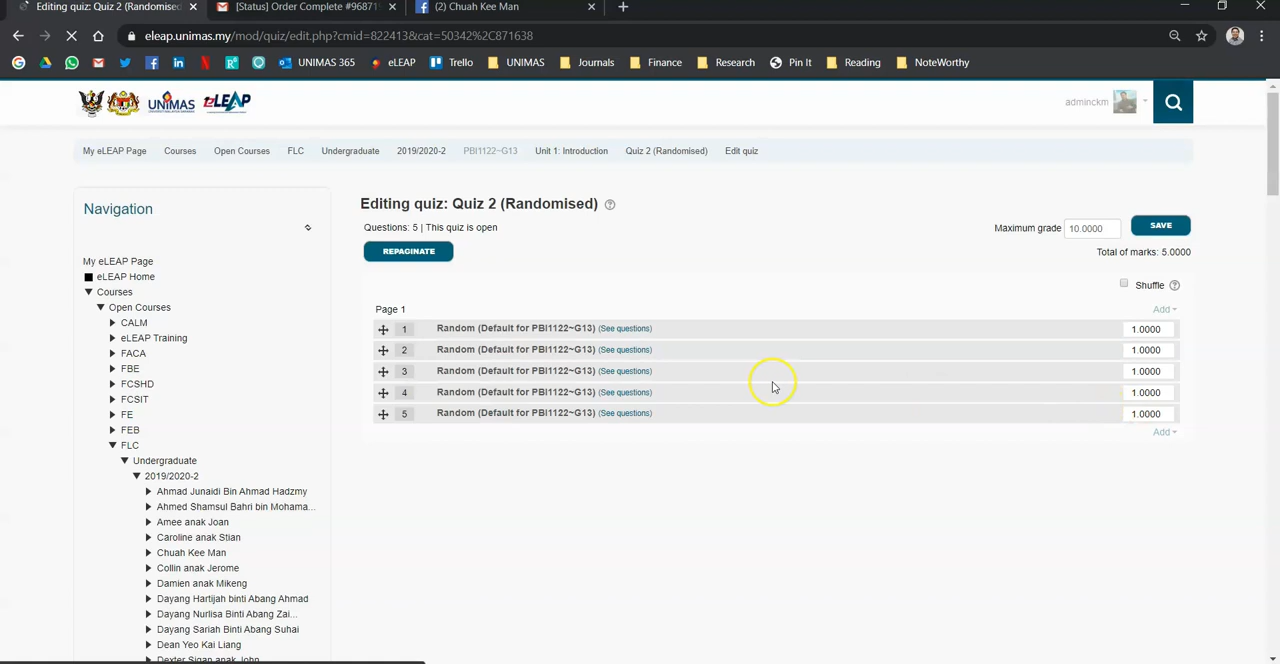 Editing quiz: Quiz 2 (Randomised
[Status] Order Complete #9687
(2) Chuah Kee Man
eleap.unimas.my/mod/quiz/edit.php?cmid=822413&cat=50342%2C871638
UNIMAS 365
eLEAP
Trello
UNIMAS
Journals
Finance
Research
Pin It
Reading
NoteWorthy
UNIMAS eLEAP
adminckm
My eLEAP Page
Courses
Open Courses
FLC
Undergraduate
2019/2020-2
PBI1122~G13
Unit 1: Introduction
Quiz 2 (Randomised)
Edit quiz
Navigation
My eLEAP Page
eLEAP Home
Courses
Open Courses
CALM
eLEAP Training
FACA
FBE
FCSHD
FCSIT
FE
FEB
FLC
Undergraduate
2019/2020-2
Ahmad Junaidi Bin Ahmad Hadzmy
Ahmed Shamsul Bahri bin Mohama...
Amee anak Joan
Caroline anak Stian
Chuah Kee Man
Collin anak Jerome
Damien anak Mikeng
Dayang Hartijah binti Abang Ahmad
Dayang Nurlisa Binti Abang Zai...
Dayang Sariah Binti Abang Suhai
Dean Yeo Kai Liang
Dexter Sigan anak John
Editing quiz: Quiz 2 (Randomised)
Questions: 5 | This quiz is open
Maximum grade 10.0000 SAVE
REPAGINATE
Total of marks: 5.0000
Shuffle
Page 1
Add
1 Random (Default for PBI1122~G13) (See questions) 1.0000
2 Random (Default for PBI1122~G13) (See questions) 1.0000
3 Random (Default for PBI1122~G13) (See questions) 1.0000
4 Random (Default for PBI1122~G13) (See questions) 1.0000
5 Random (Default for PBI1122~G13) (See questions) 1.0000
Add